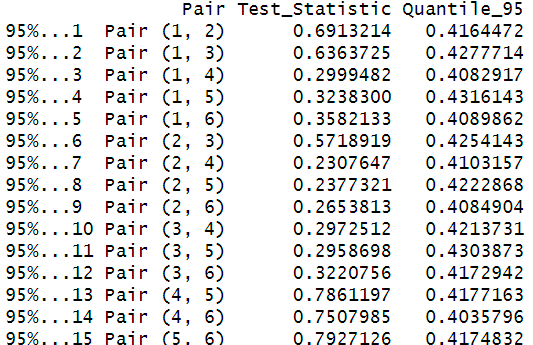 Pair Test_Statistic Quantile_95
95%...1 Pair (1, 2) 0.6913214 0.4164472
95%...2 Pair (1, 3) 0.6363725 0.4277714
95%...3 Pair (1, 4) 0.2999482 0.4082917
95%...4 Pair (1, 5) 0.3238300 0.4316143
95%...5 Pair (1, 6) 0.3582133 0.4089862
95%...6 Pair (2, 3) 0.5718919 0.4254143
95%...7 Pair (2, 4) 0.2307647 0.4103157
95%...8 Pair (2, 5) 0.2377321 0.4222868
95%...9 Pair (2, 6) 0.2653813 0.4084904
95%...10 Pair (3, 4) 0.2972512 0.4213731
95%...11 Pair (3, 5) 0.2958698 0.4303873
95%...12 Pair (3, 6) 0.3220756 0.4172942
95%...13 Pair (4, 5) 0.7861197 0.4177163
95%...14 Pair (4, 6) 0.7507985 0.4035796
95%...15 Pair (5, 6) 0.7927126 0.4174832